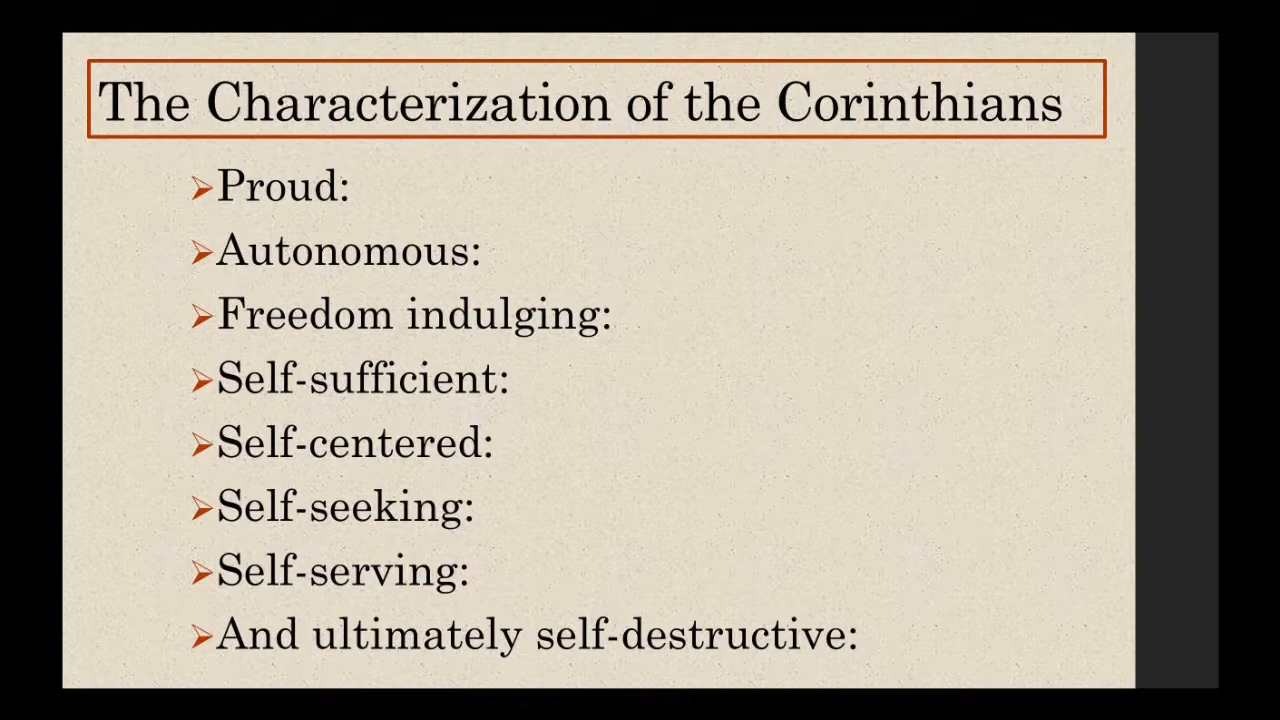 The Characterization of the Corinthians
➢Proud:
➢Autonomous:
➢Freedom indulging:
➢Self-sufficient:
➢Self-centered:
➢Self-seeking:
➢Self-serving:
➢And ultimately self-destructive: